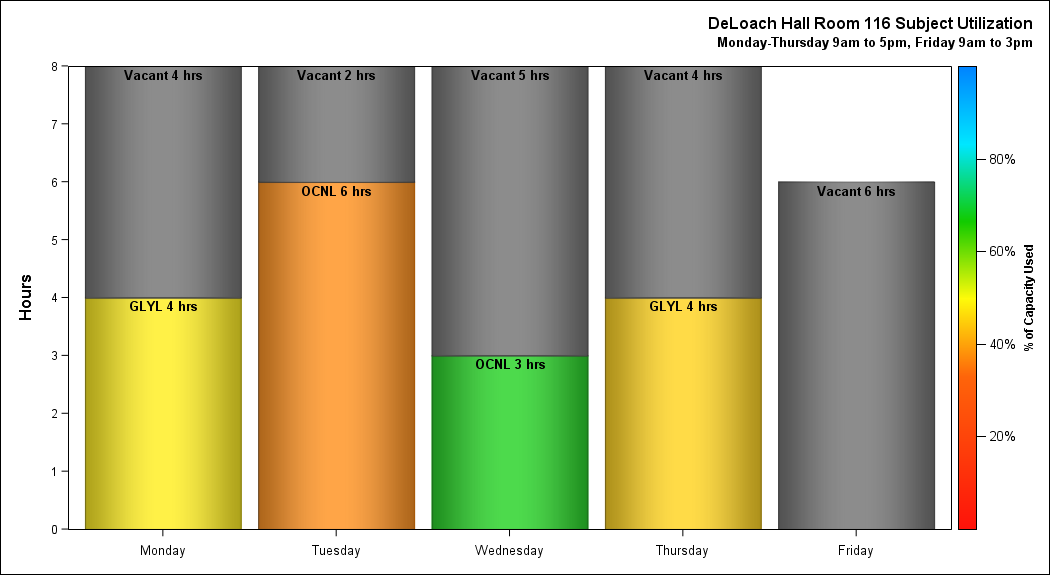 DeLoach Hall Room 116 Subject Utilization
Monday-Thursday 9am to 5pm, Friday 9am to 3pm
Hours
8
7
6
5
4
3
2
1
0
Vacant 4 hrs
GLYL 4 hrs
Vacant 2 hrs
OCNL 6 hrs
Vacant 5 hrs
OCNL 3 hrs
Vacant 4 hrs
GLYL 4 hrs
Vacant 6 hrs
Monday
Tuesday
Wednesday
Thursday
Friday
80%
60%
40%
20%
% of Capacity Used